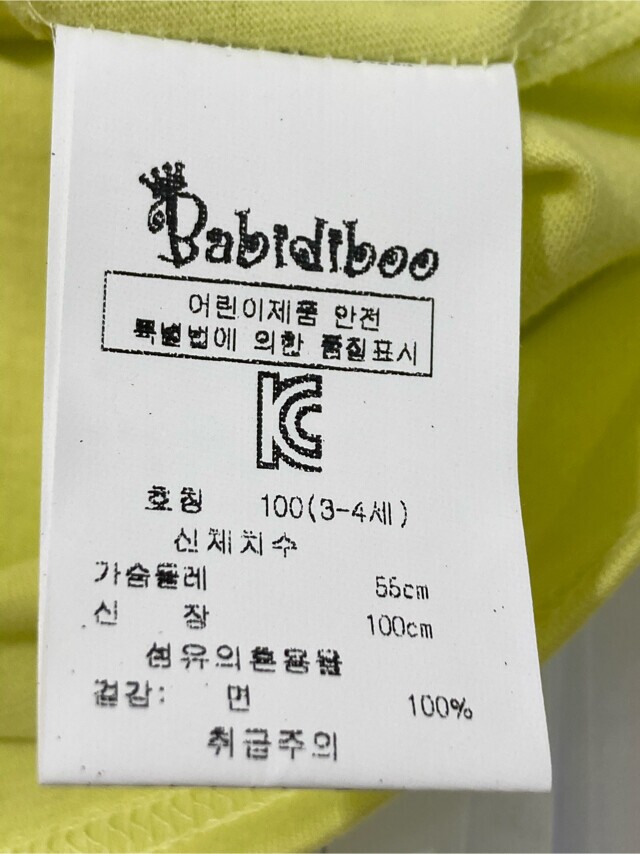 Babidiboo
어린이제품 안전
특별법에 의한 품질표시
KC
호칭 100(3-4세)
신체치수
가슴둘레 55cm
신 장 100cm
섬유의혼용율
겉감: 면 100%
취급주의